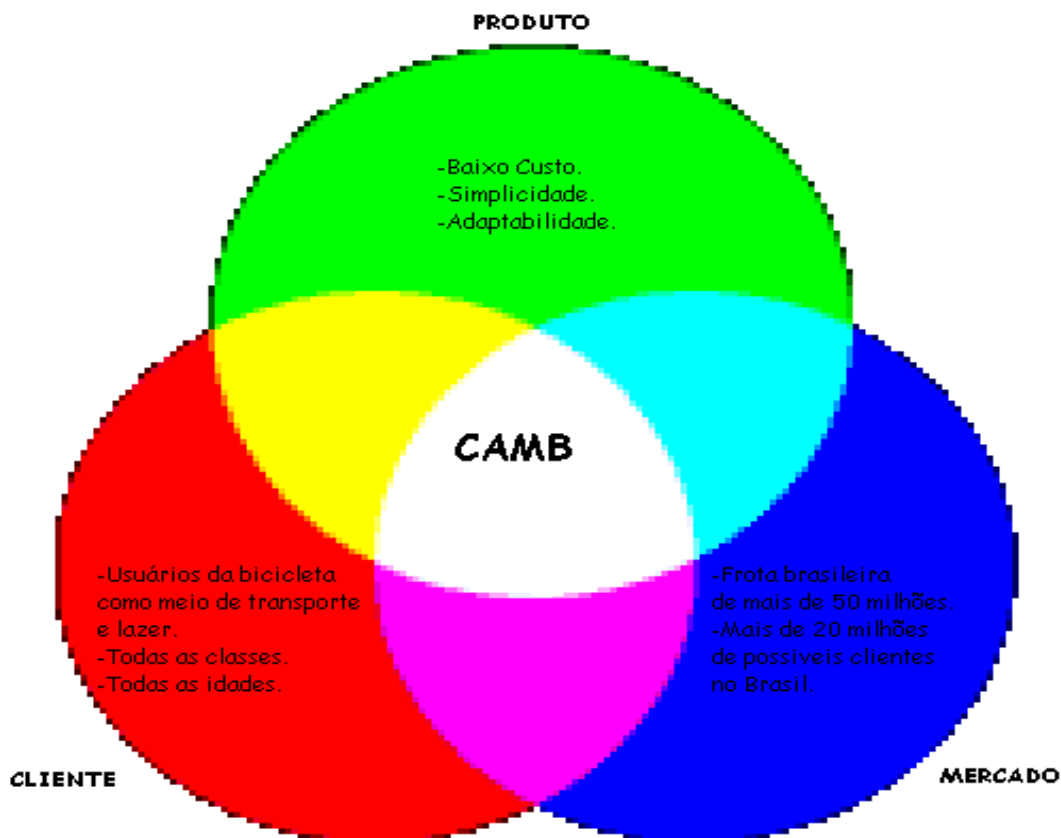 PRODUTO
-Baixo Custo.
-Simplicidade.
-Adaptabilidade.
CAMB
-Usuários da bicicleta
como meio de transporte
e lazer.
-Todas as classes.
-Todas as idades.
-Frota brasileira
de mais de 50 milhões.
-Mais de 20 milhões
de possiveis clientes
no Brasil.
CLIENTE
MERCADO